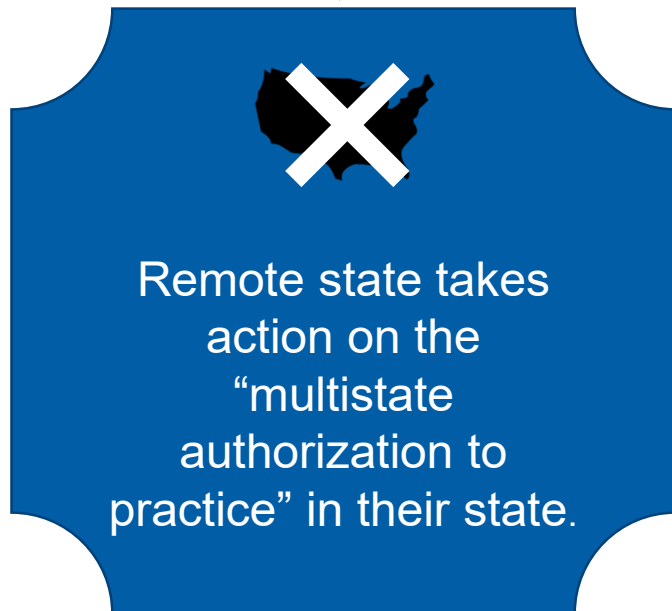 Remote state takes
action on the
“multistate
authorization to
practice” in their state.